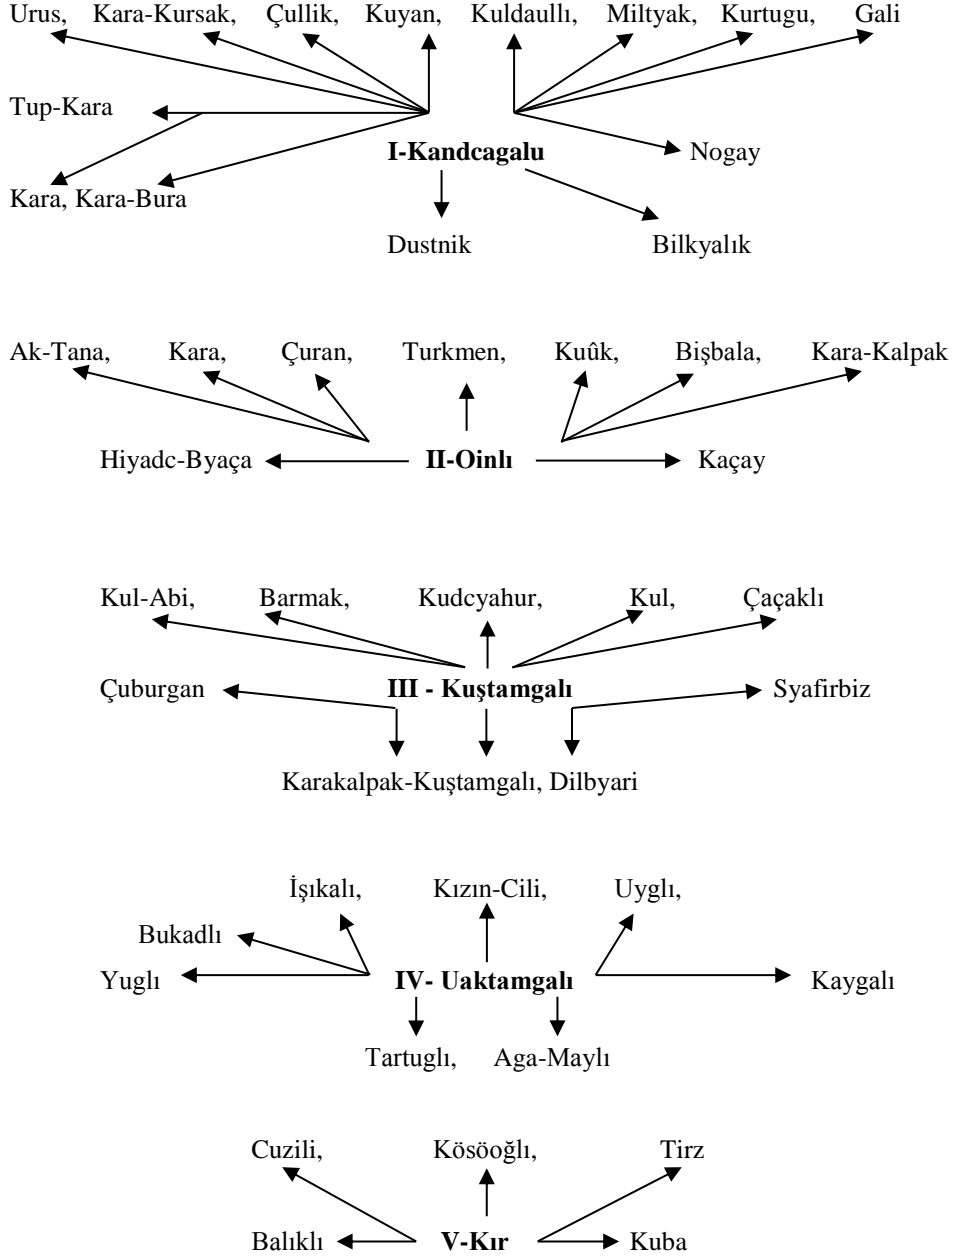 Urus, Kara-Kursak, Çullik, Kuyan, Kuldaullı, Miltyak, Kurtugu, Gali
Tup-Kara
I-Kandcagalu Nogay
Kara, Kara-Bura
Dustnik Bilkyalık
Ak-Tana, Kara, Çuran, Turkmen, Kuûk, Bişbala, Kara-Kalpak
Hiyadc-Byaça II-Oinlı Kaçay
Kul-Abi, Barmak, Kudcyahur, Kul, Çaçaklı
Çuburgan III - Kuştamgalı Syafirbiz
Karakalpak-Kuştamgalı, Dilbyari
İşıkalı, Kızın-Cili, Uyglı,
Bukadlı
Yuglı IV- Uaktamgalı Kaygalı
Tartuglı, Aga-Maylı
Cuzili, Kösöoğlı, Tirz
Balıklı V-Kır Kuba